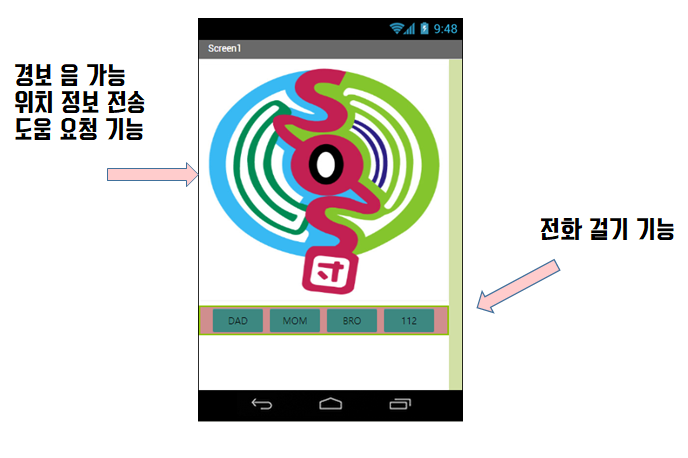 9:48
Screen1
경보 음 가능
위치 정보 전송
도움 요청 기능
전화 걸기 기능
DAD MOM BRO 112